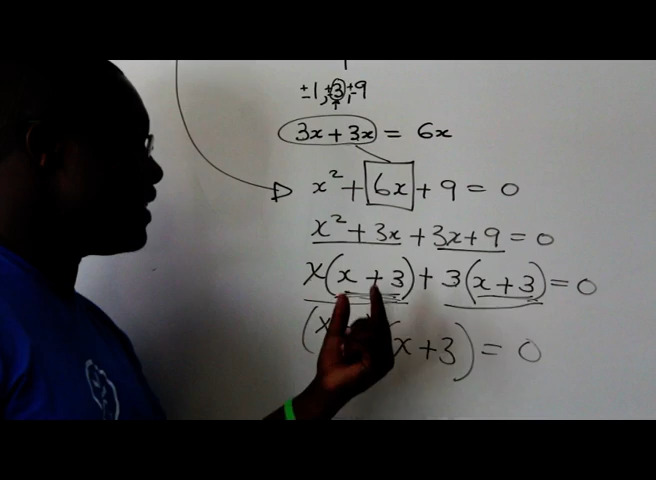 ±1, ±3, ±9
3x + 3x = 6x
x² + 6x + 9 = 0
x² + 3x + 3x + 9 = 0
x(x + 3) + 3(x + 3) = 0
(x (x + 3) = 0